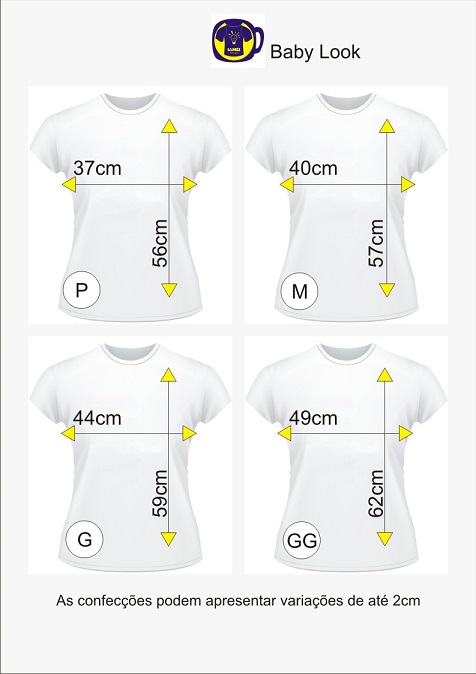 Baby Look
37cm
56cm
P
40cm
57cm
M
44cm
59cm
G
49cm
62cm
GG
As confecções podem apresentar variações de até 2cm